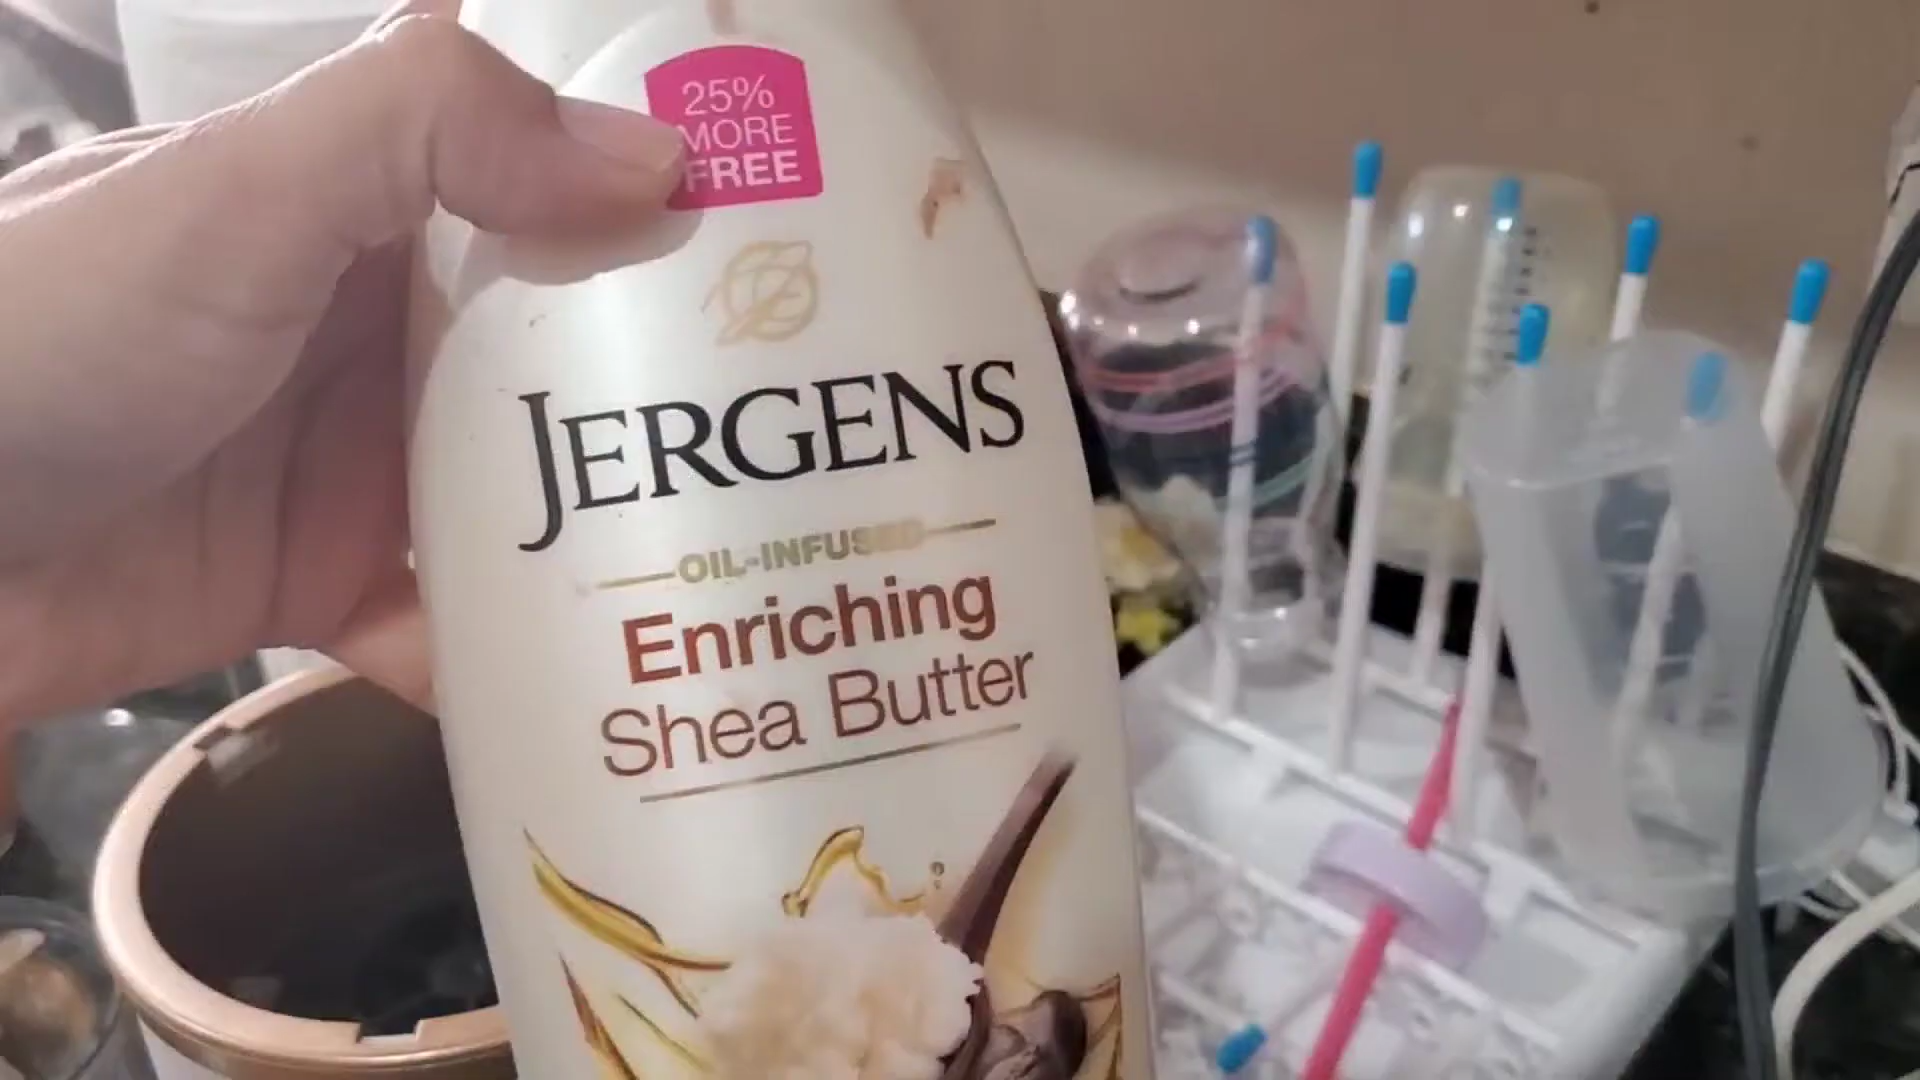 25%
MORE
FREE
JERGENS
OIL-INFUSED
Enriching
Shea Butter